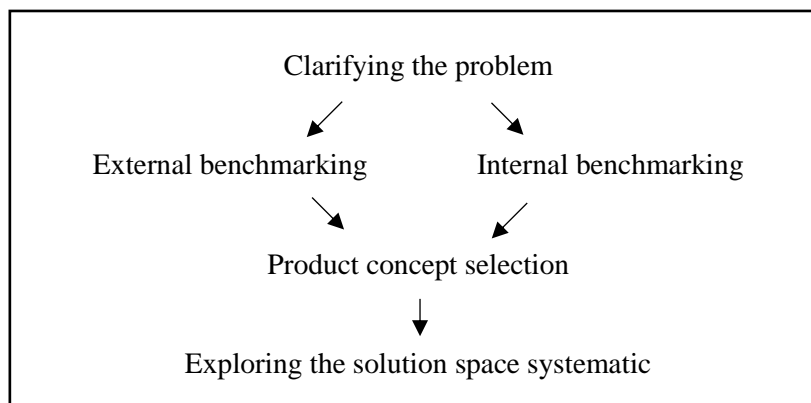 Clarifying the problem
External benchmarking
Internal benchmarking
Product concept selection
Exploring the solution space systematic